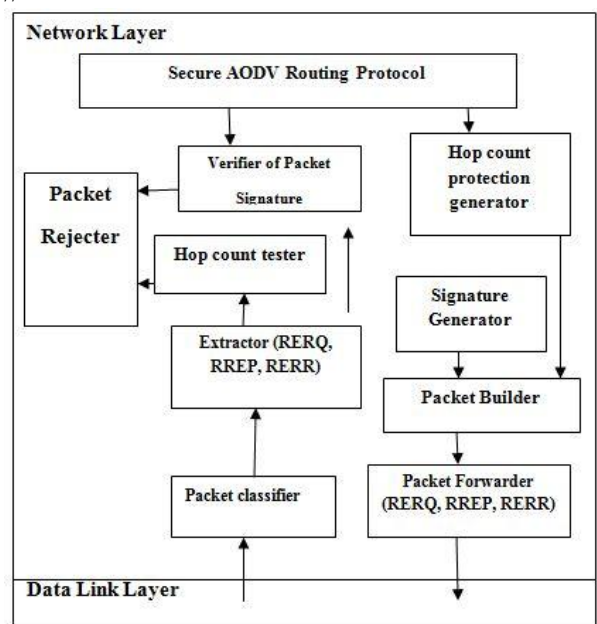 Network Layer
Secure AODV Routing Protocol
Verifier of Packet
Signature
Hop count
protection
generator
Packet
Rejecter
Hop count tester
Signature
Generator
Extractor (RERQ,
RREP, RERR)
Packet Builder
Packet classifier
Packet Forwarder
(RERQ, RREP, RERR)
Data Link Layer